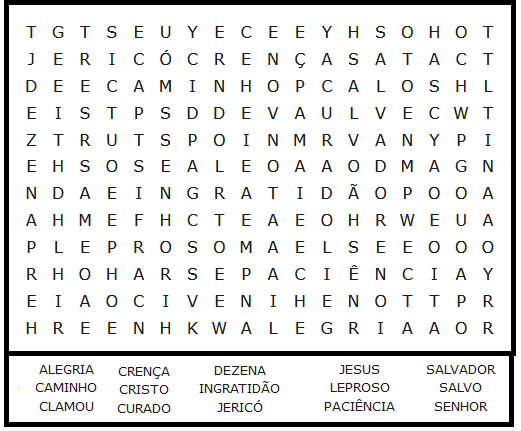 T G T S E U Y E C E E Y H S O H O T
J E R I C Ó C R E N Ç A S A T A C T
D E E C A M I N H O P C A L O S H L
E I S T P S D D E V A U L V E C W T
Z T R U T S P O I N M R V A N Y P I
E H S O S E A L E O A A O D M A G N
N D A E I N G R A T I D Ã O P O O A
A H M E F H C T E A E O H R W E U A
P L E P R O S O M A E L S E E O O O
R H O H A R S E P A C I Ê N C I A Y
E I A O C I V E N I H E N O T T P R
H R E E N H K W A L E G R I A A O R
ALEGRIA CRENÇA DEZENA JESUS SALVADOR
CAMINHO CRISTO INGRATIDÃO LEPROSO SALVO
CLAMOU CURADO JERICÓ PACIÊNCIA SENHOR